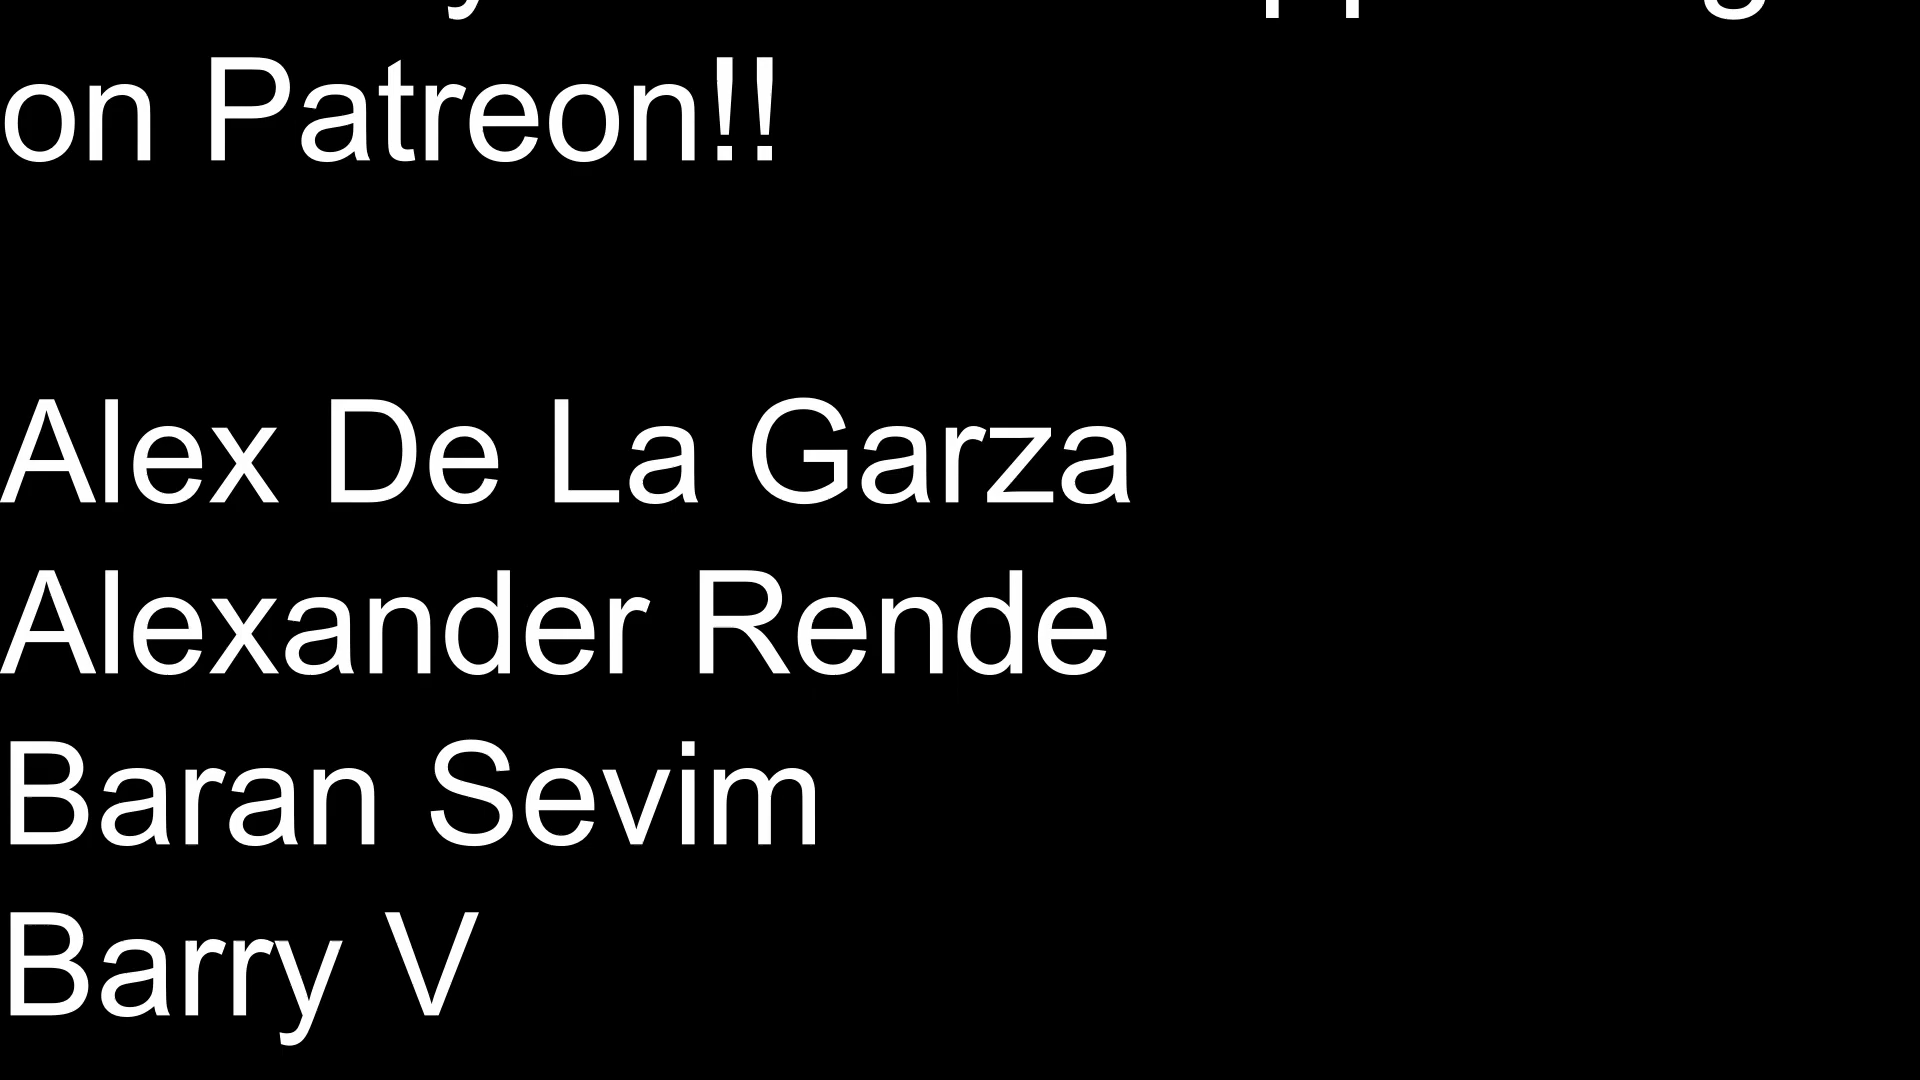 on Patreon!!
Alex De La Garza
Alexander Rende
Baran Sevim
Barry V